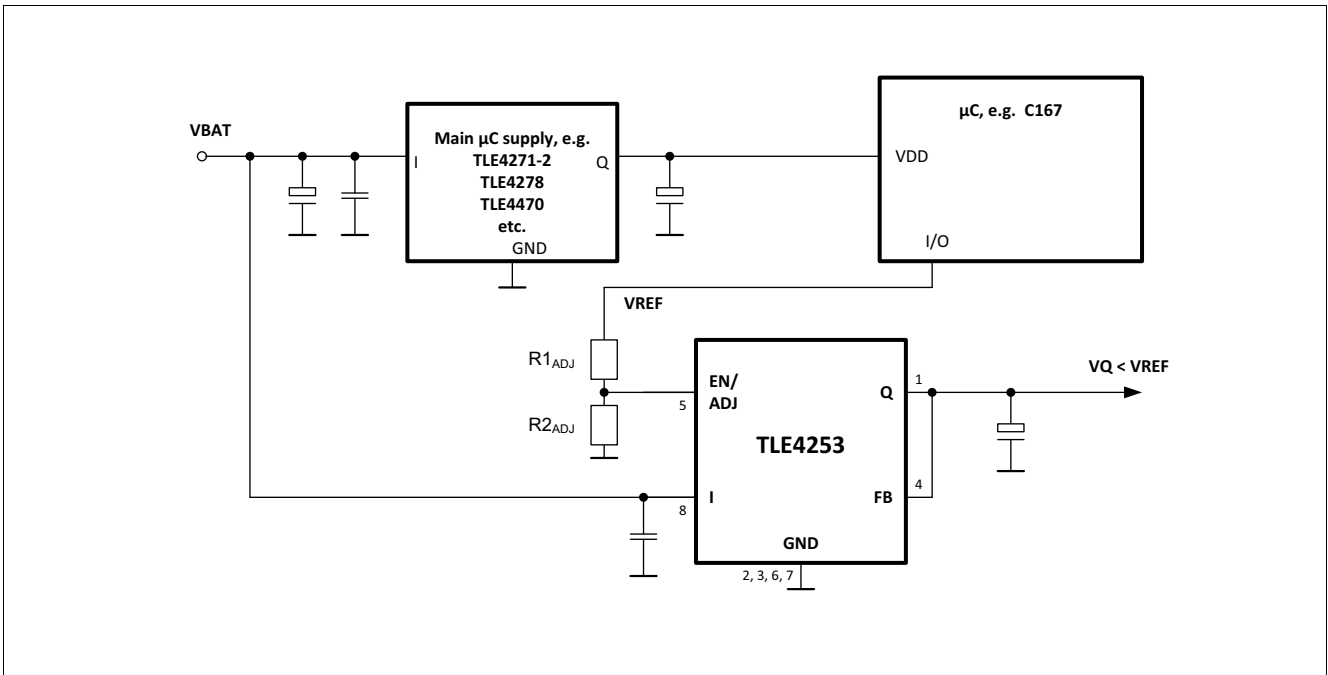 VBAT
I
Main µC supply, e.g.
TLE4271-2
TLE4278
TLE4470
etc.
GND
Q
µC, e.g. C167
VDD
I/O
VREF
R1ADJ
R2ADJ
5
EN/
ADJ
I
8
TLE4253
Q
1
FB
4
GND
2, 3, 6, 7
VQ < VREF